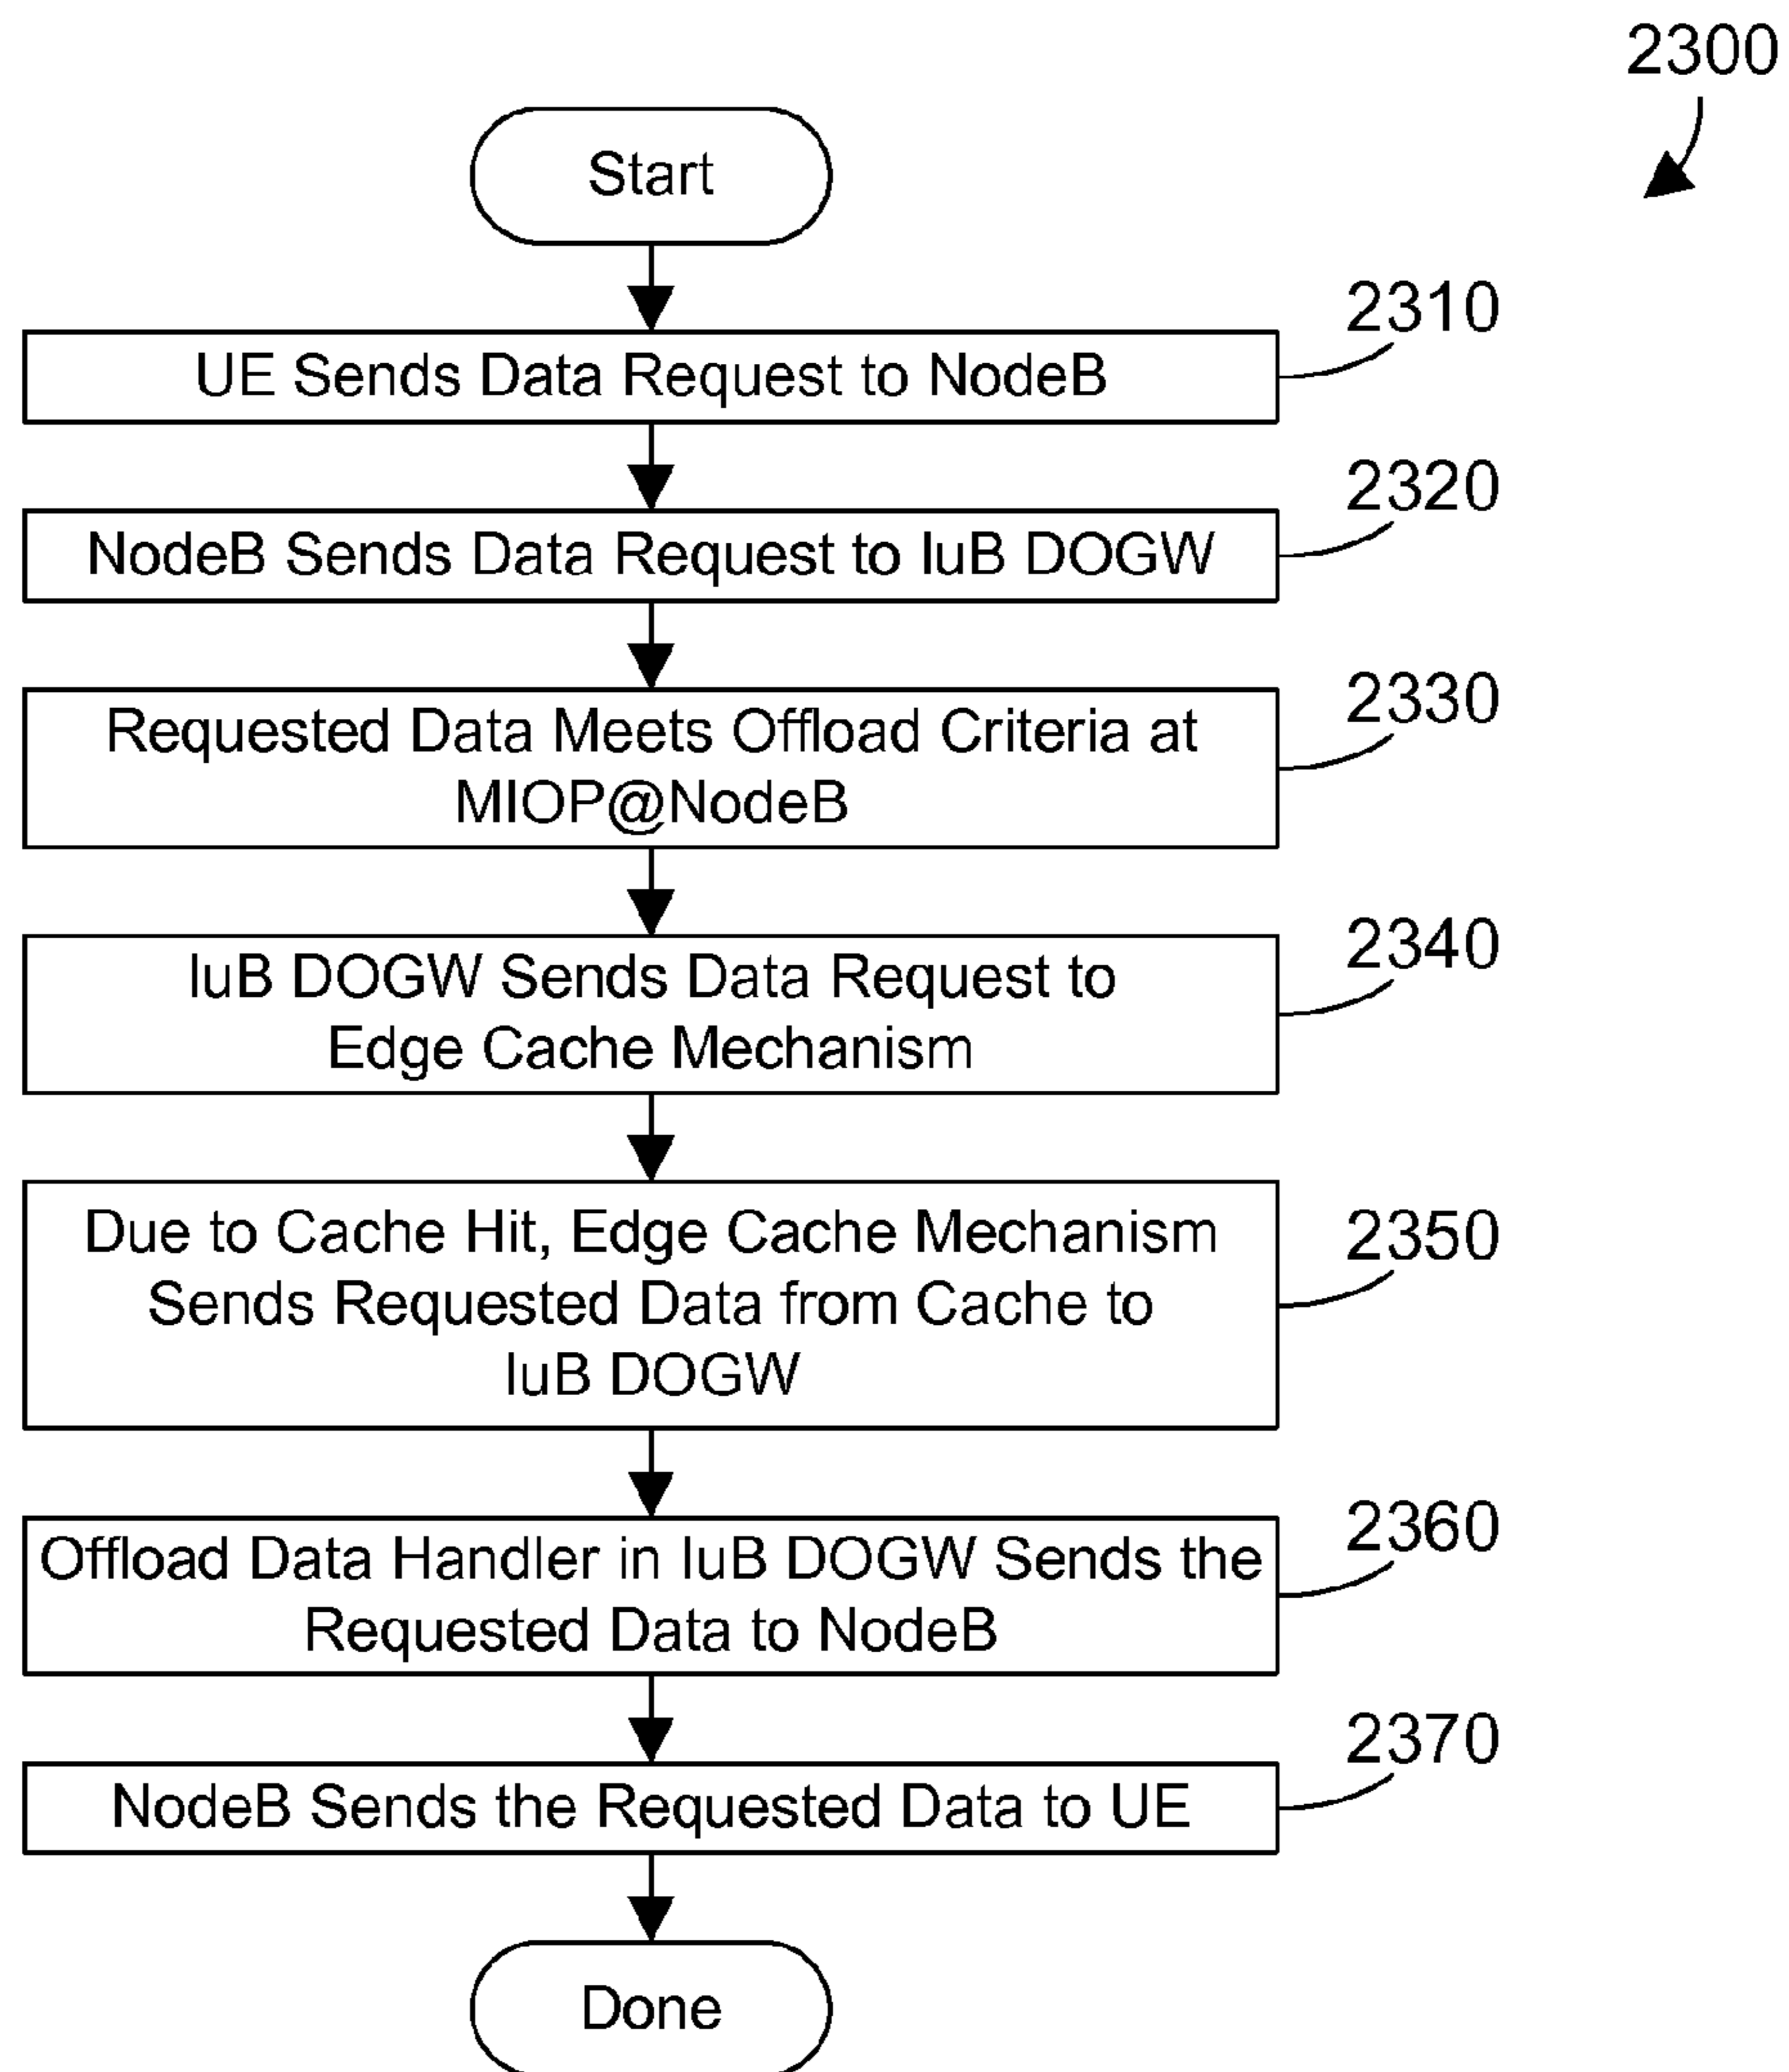 2300
Start
2310
UE Sends Data Request to NodeB
2320
NodeB Sends Data Request to IuB DOGW
2330
Requested Data Meets Offload Criteria at
MIOP@NodeB
2340
IuB DOGW Sends Data Request to
Edge Cache Mechanism
2350
Due to Cache Hit, Edge Cache Mechanism
Sends Requested Data from Cache to
IuB DOGW
2360
Offload Data Handler in IuB DOGW Sends the
Requested Data to NodeB
2370
NodeB Sends the Requested Data to UE
Done